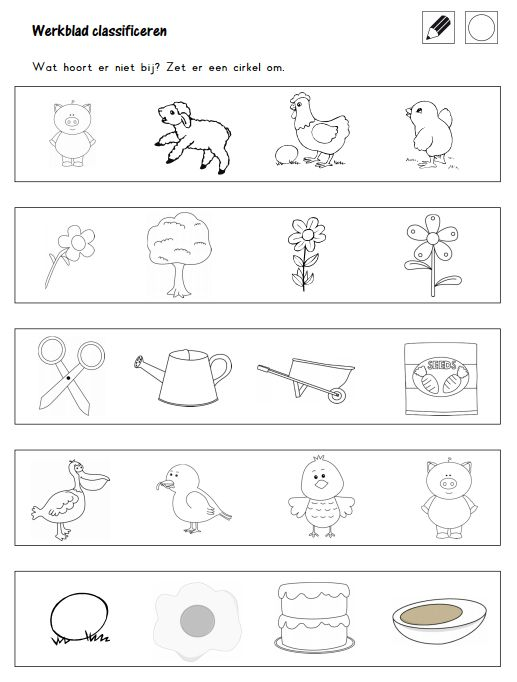 Werkblad classificeren
Wat hoort er niet bij? Zet er een cirkel om.
SEEDS